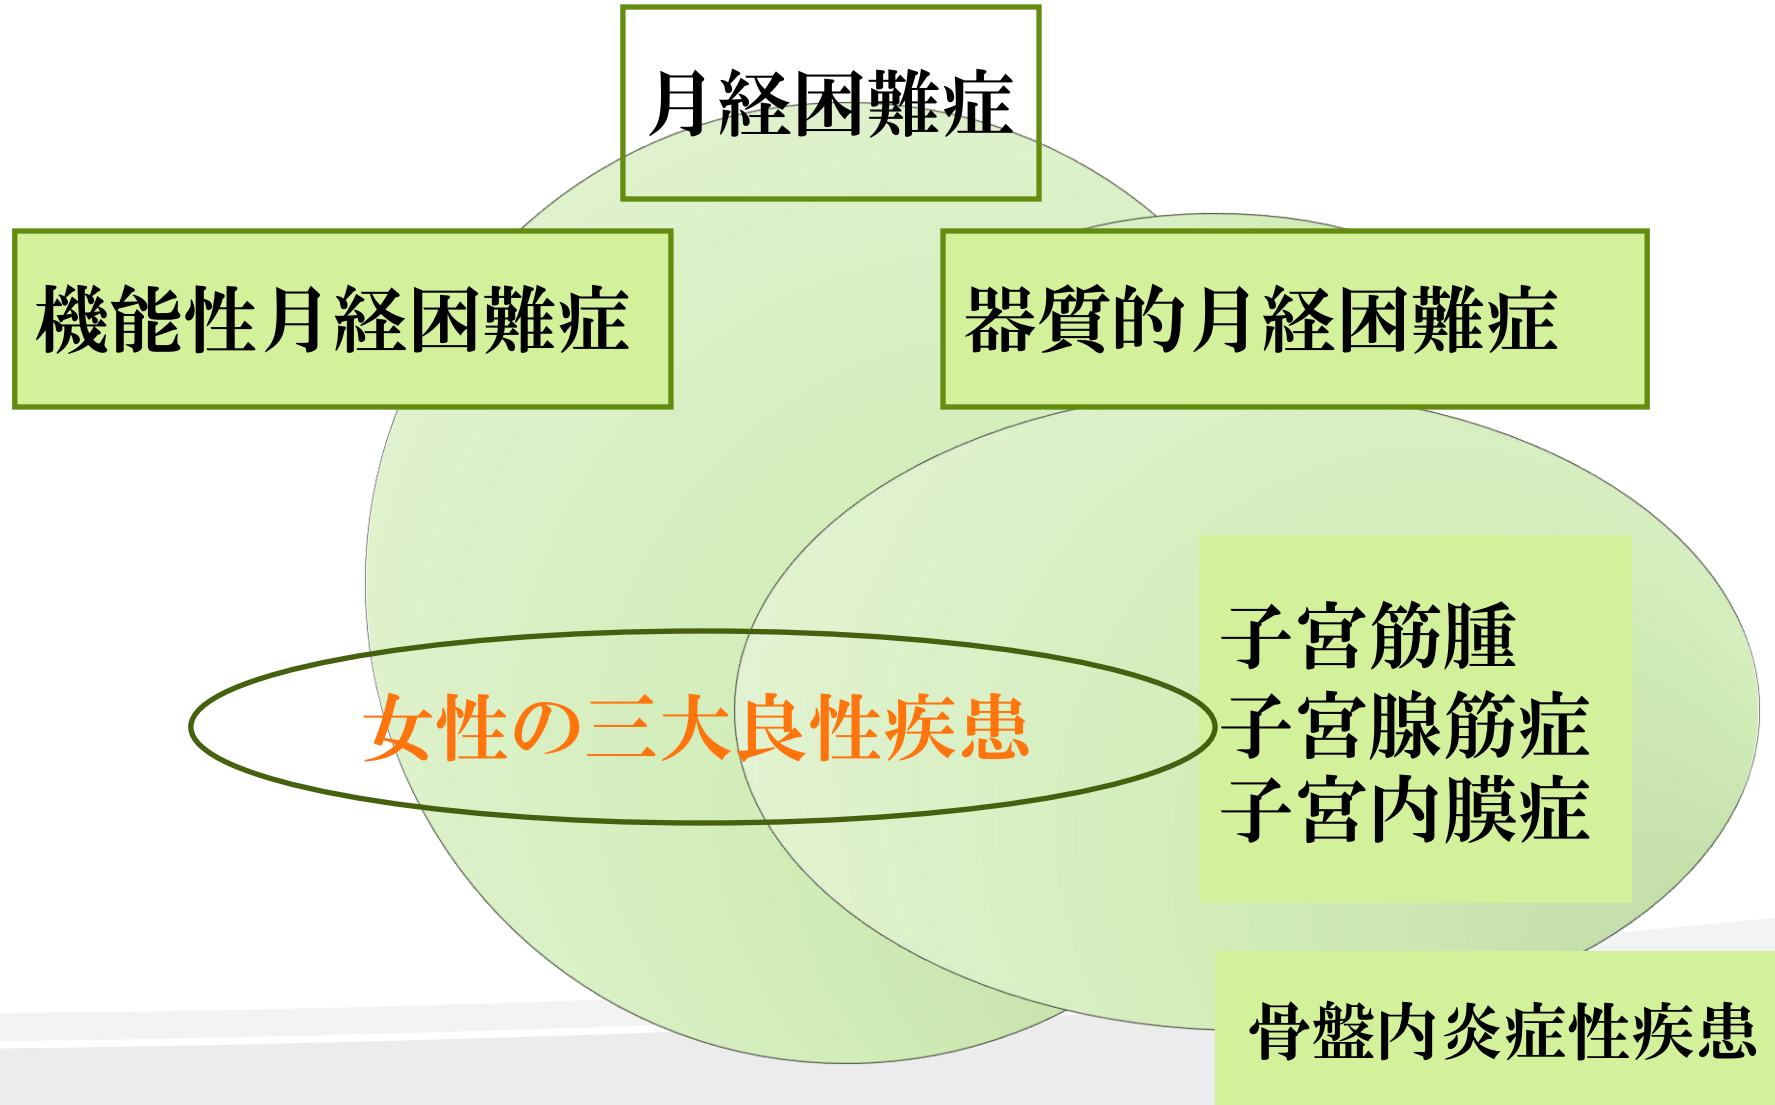 月経困難症
機能性月経困難症
器質的月経困難症
子宮筋腫
女性の三大良性疾患
子宮腺筋症
子宮内膜症
骨盤内炎症性疾患